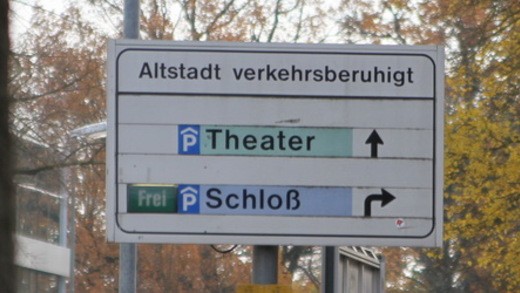 Altstadt verkehrsberuhigt
P Theater
Frei P Schloß